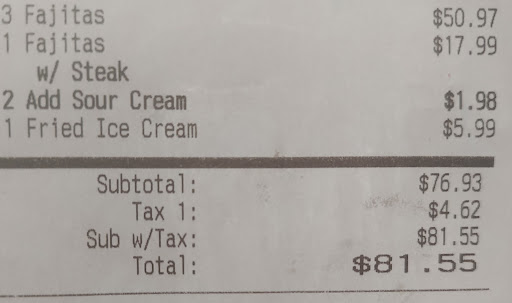 3 Fajitas $50.97
1 Fajitas $17.99
w/ Steak
2 Add Sour Cream $1.98
1 Fried Ice Cream $5.99
Subtotal: $76.93
Tax 1: $4.62
Sub w/Tax: $81.55
Total: $81.55